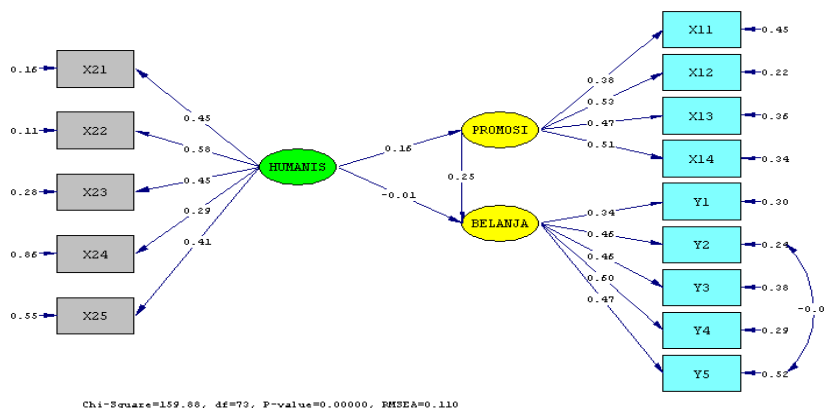 X11
0.45
0.38
X12
0.22
0.53
X13
0.36
0.47
X14
0.34
0.51
0.16
X21
0.45
0.11
X22
0.58
0.28
X23
0.45
0.86
X24
0.29
0.55
X25
0.41
HUMANIS
0.16
PROMOSI
0.25
-0.01
BELANJA
Y1
0.30
0.34
Y2
0.24
Y3
0.38
Y4
0.29
Y5
0.52
0.47
-0.0
Chi-Square=159.88, df=73, P-value=0.00000, RMSEA=0.110